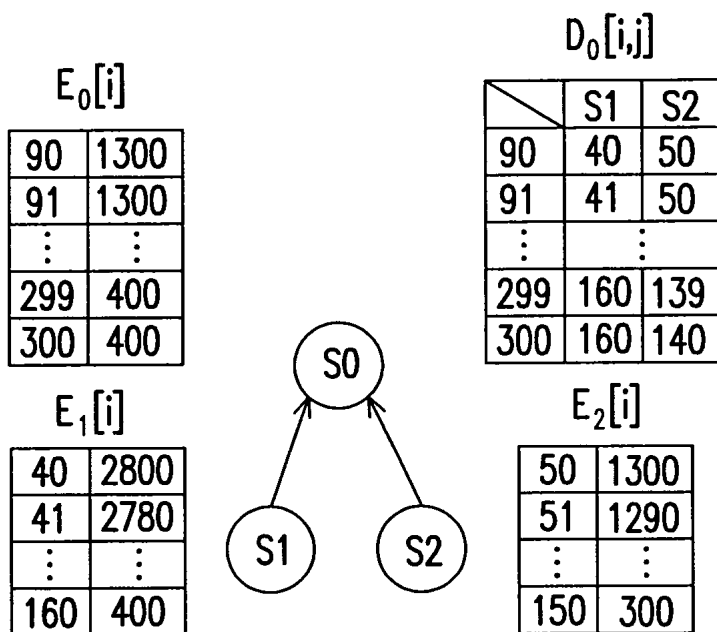 E₀[i]
90 1300
91 1300
⋮ ⋮
299 400
300 400
D₀[i,j]
S1 S2
90 40 50
91 41 50
⋮ ⋮
299 160 139
300 160 140
S0
S1
S2
E₁[i]
40 2800
41 2780
⋮ ⋮
160 400
E₂[i]
50 1300
51 1290
⋮ ⋮
150 300